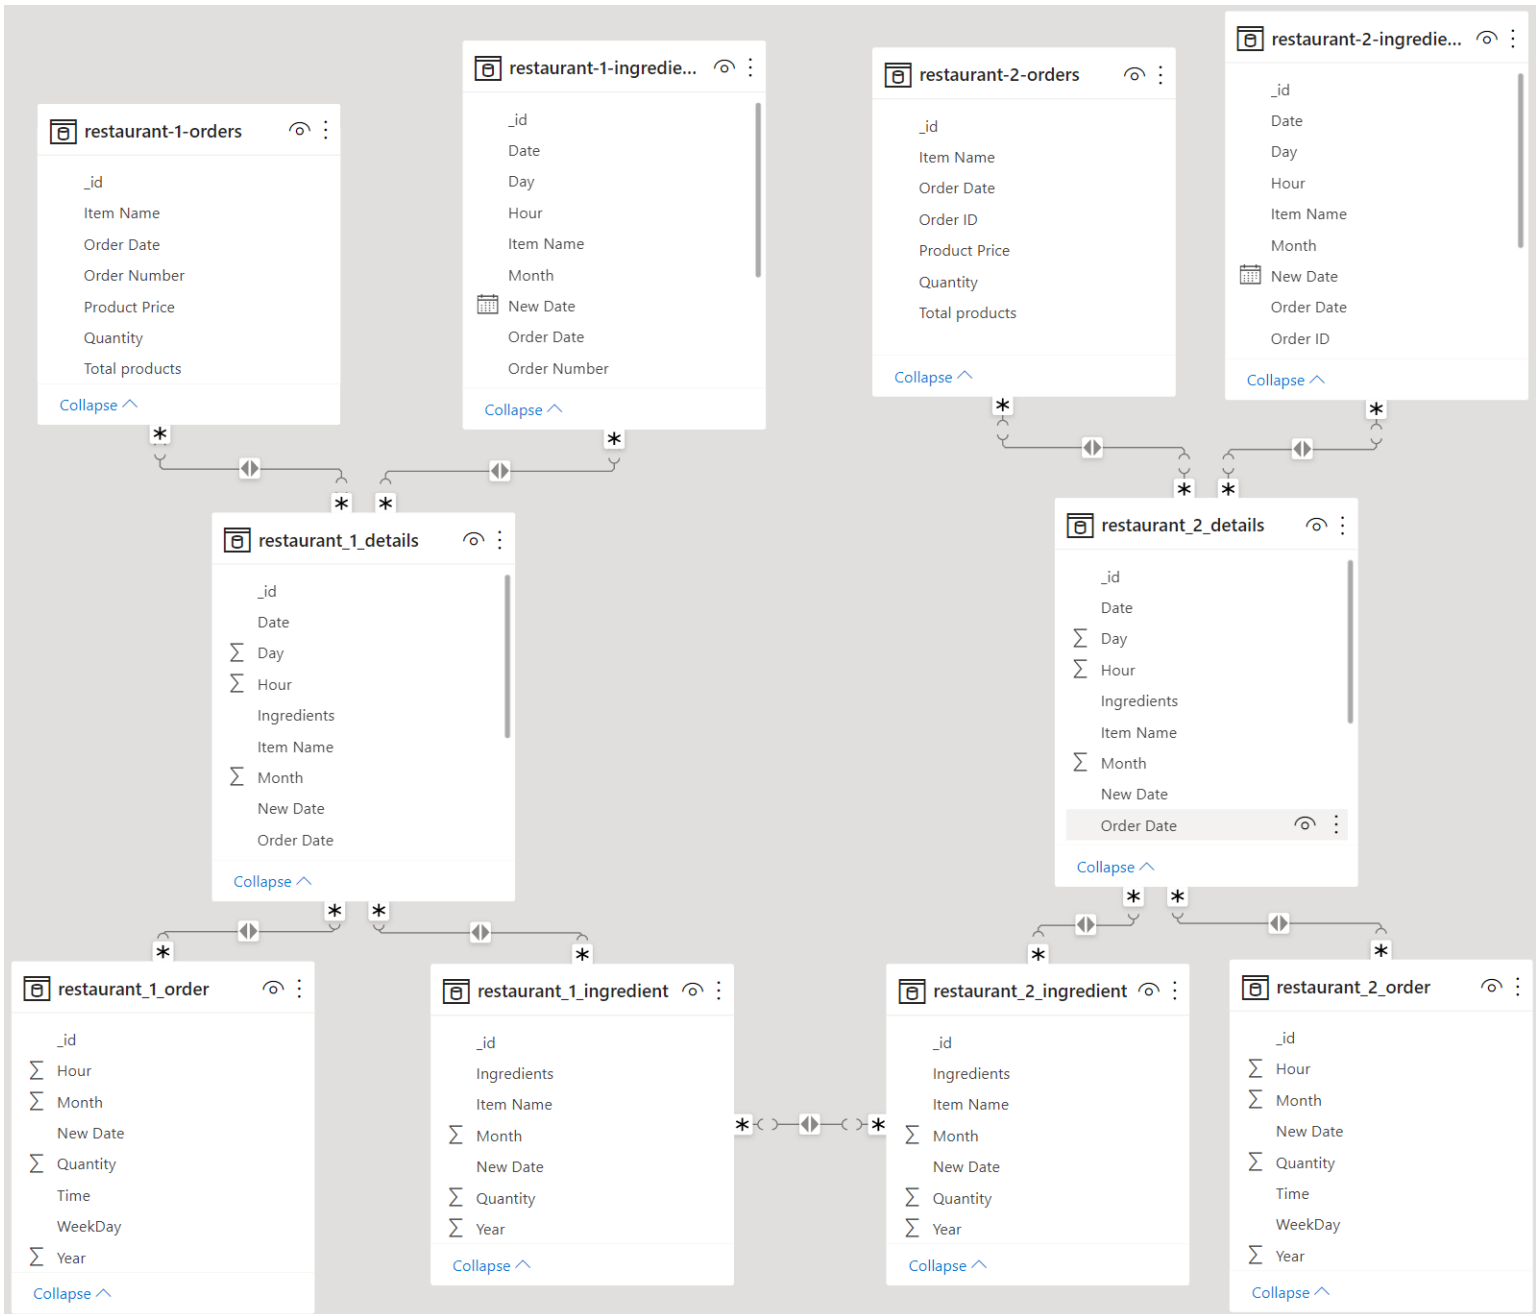 restaurant-1-orders
_id
Item Name
Order Date
Order Number
Product Price
Quantity
Total products
Collapse
restaurant-1-ingredie...
_id
Date
Day
Hour
Item Name
Month
New Date
Order Date
Order Number
Collapse
restaurant-2-orders
_id
Item Name
Order Date
Order ID
Product Price
Quantity
Total products
Collapse
restaurant-2-ingredie...
_id
Date
Day
Hour
Item Name
Month
New Date
Order Date
Order ID
Collapse
restaurant_1_details
_id
Date
Day
Hour
Ingredients
Item Name
Month
New Date
Order Date
Collapse
restaurant_2_details
_id
Date
Day
Hour
Ingredients
Item Name
Month
New Date
Order Date
Collapse
restaurant_1_order
_id
Hour
Month
New Date
Quantity
Time
WeekDay
Year
Collapse
restaurant_1_ingredient
_id
Ingredients
Item Name
Month
New Date
Quantity
Year
Collapse
restaurant_2_ingredient
_id
Ingredients
Item Name
Month
New Date
Quantity
Year
Collapse
restaurant_2_order
_id
Hour
Month
New Date
Quantity
Time
WeekDay
Year
Collapse